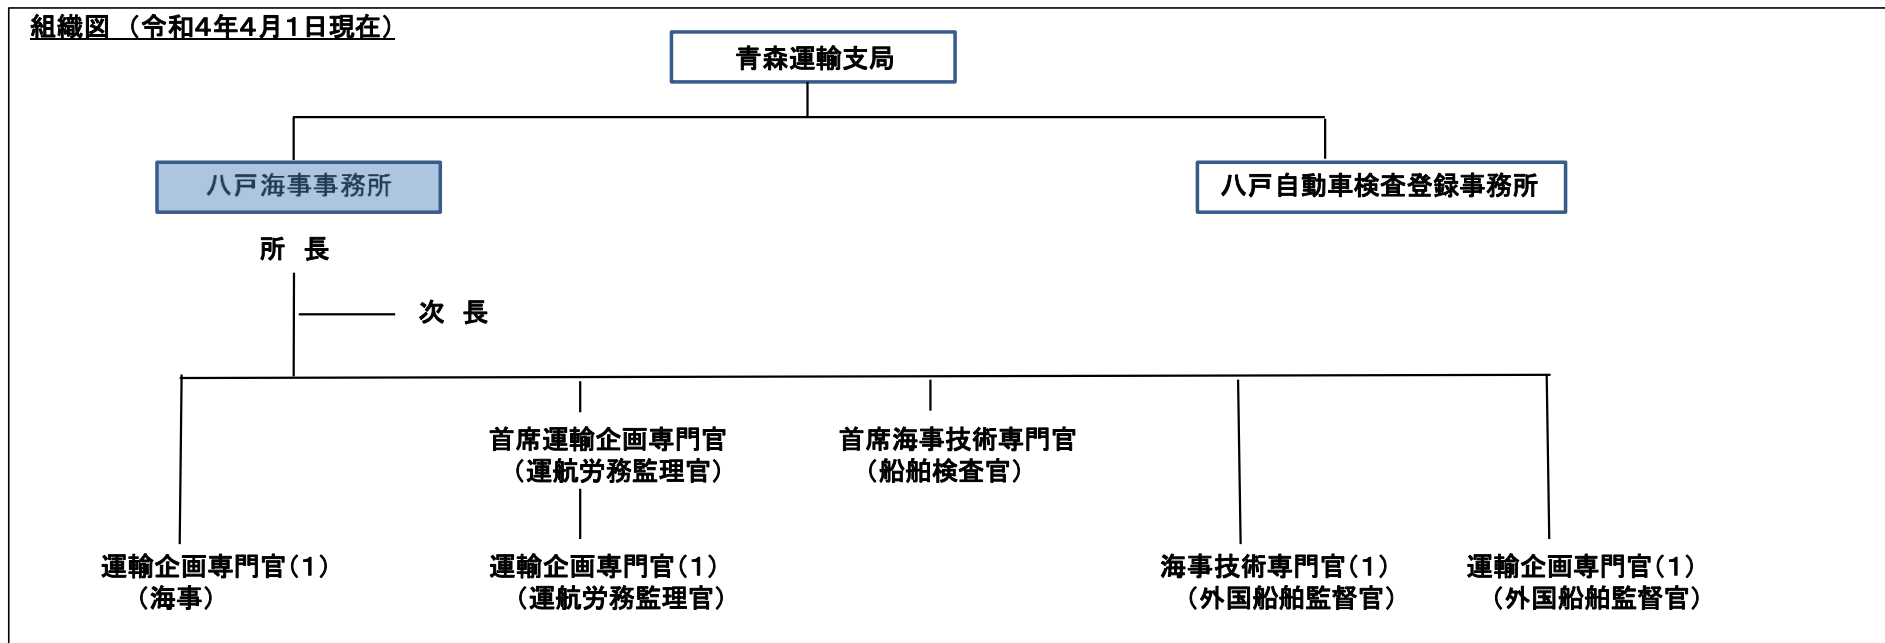 組織図 （令和4年4月1日現在）
青森運輸支局
八戸海事事務所
八戸自動車検査登録事務所
所 長
次 長
首席運輸企画専門官
（運航労務監理官）
首席海事技術専門官
（船舶検査官）
運輸企画専門官（1）
（海事）
運輸企画専門官（1）
（運航労務監理官）
海事技術専門官（1）
（外国船舶監督官）
運輸企画専門官（1）
（外国船舶監督官）